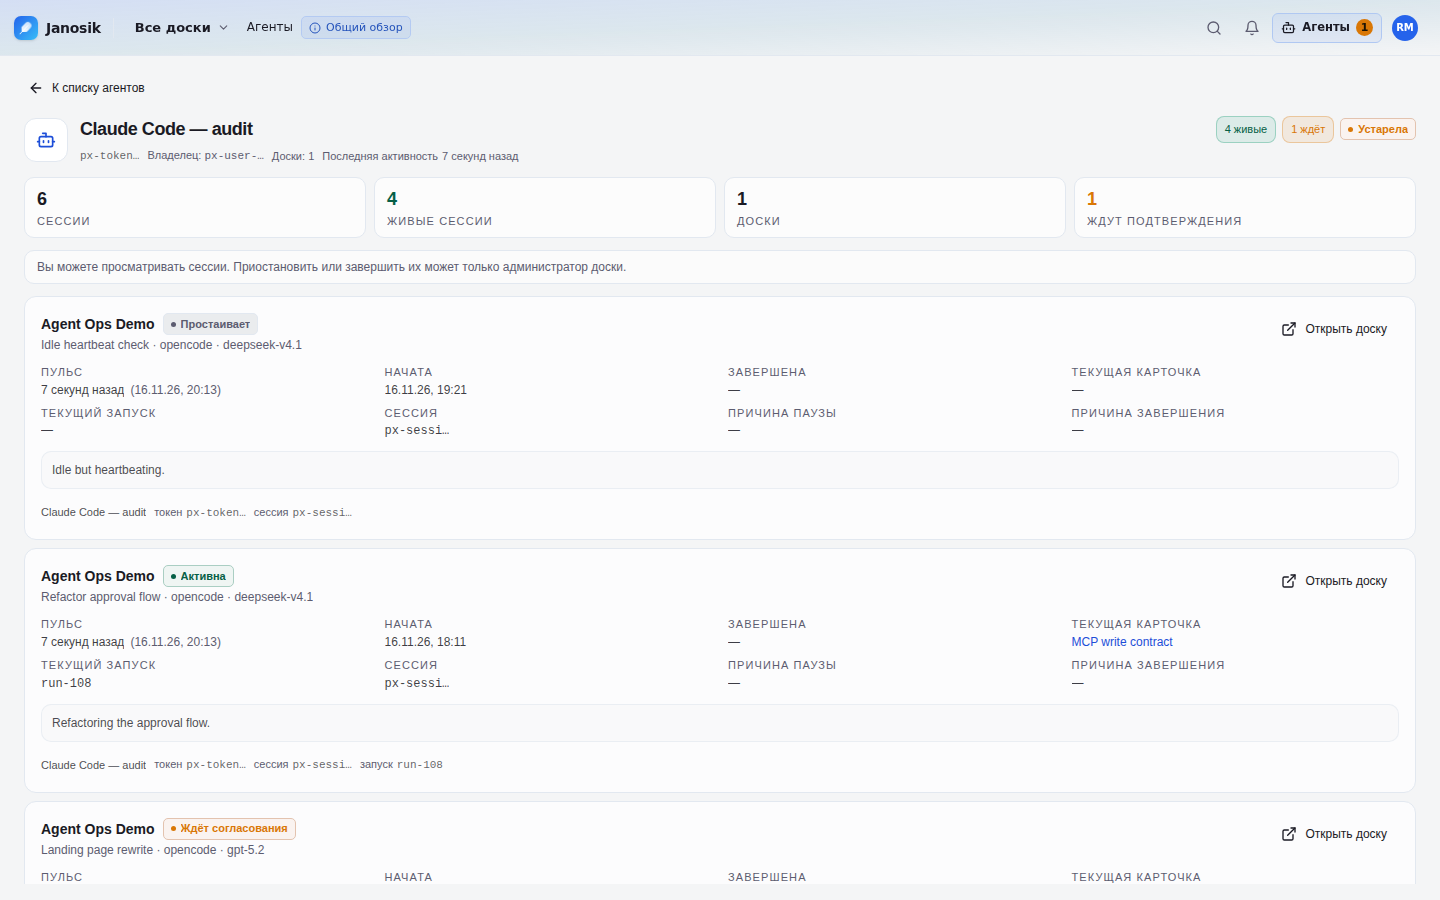 Janosik Все доски Агенты Общий обзор Агенты 1 RM
К списку агентов
Claude Code — audit
4 живые 1 ждёт Устарела
px-token… Владелец: px-user-… Доски: 1 Последняя активность 7 секунд назад
6 4 1 1
СЕССИИ ЖИВЫЕ СЕССИИ ДОСКИ ЖДУТ ПОДТВЕРЖДЕНИЯ
Вы можете просматривать сессии. Приостановить или завершить их может только администратор доски.
Agent Ops Demo Простаивает Открыть доску
Idle heartbeat check · opencode · deepseek-v4.1
ПУЛЬС НАЧАТА ЗАВЕРШЕНА ТЕКУЩАЯ КАРТОЧКА
7 секунд назад (16.11.26, 20:13) 16.11.26, 19:21 — —
ТЕКУЩИЙ ЗАПУСК СЕССИЯ ПРИЧИНА ПАУЗЫ ПРИЧИНА ЗАВЕРШЕНИЯ
— px-sessi… — —
Idle but heartbeating.
Claude Code — audit токен px-token… сессия px-sessi…
Agent Ops Demo Активна Открыть доску
Refactor approval flow · opencode · deepseek-v4.1
ПУЛЬС НАЧАТА ЗАВЕРШЕНА ТЕКУЩАЯ КАРТОЧКА
7 секунд назад (16.11.26, 20:13) 16.11.26, 18:11 — MCP write contract
ТЕКУЩИЙ ЗАПУСК СЕССИЯ ПРИЧИНА ПАУЗЫ ПРИЧИНА ЗАВЕРШЕНИЯ
run-108 px-sessi… — —
Refactoring the approval flow.
Claude Code — audit токен px-token… сессия px-sessi… запуск run-108
Agent Ops Demo Ждёт согласования Открыть доску
Landing page rewrite · opencode · gpt-5.2
ПУЛЬС НАЧАТА ЗАВЕРШЕНА ТЕКУЩАЯ КАРТОЧКА